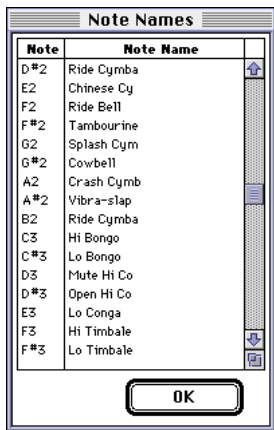 Note Names
Note Note Name
D#2 Ride Cymba
E2 Chinese Cy
F2 Ride Bell
F#2 Tambourine
G2 Splash Cym
G#2 Cowbell
A2 Crash Cymb
A#2 Vibra-slap
B2 Ride Cymba
C3 Hi Bongo
C#3 Lo Bongo
D3 Mute Hi Co
D#3 Open Hi Co
E3 Lo Conga
F3 Hi Timbale
F#3 Lo Timbale
OK